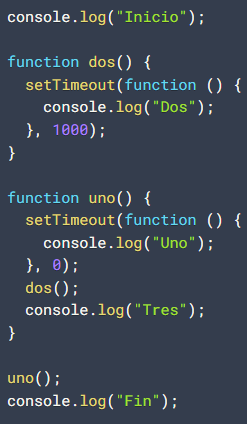 console.log("Inicio");
function dos() {
  setTimeout(function () {
    console.log("Dos");
  }, 1000);
}
function uno() {
  setTimeout(function () {
    console.log("Uno");
  }, 0);
  dos();
  console.log("Tres");
}
uno();
console.log("Fin");